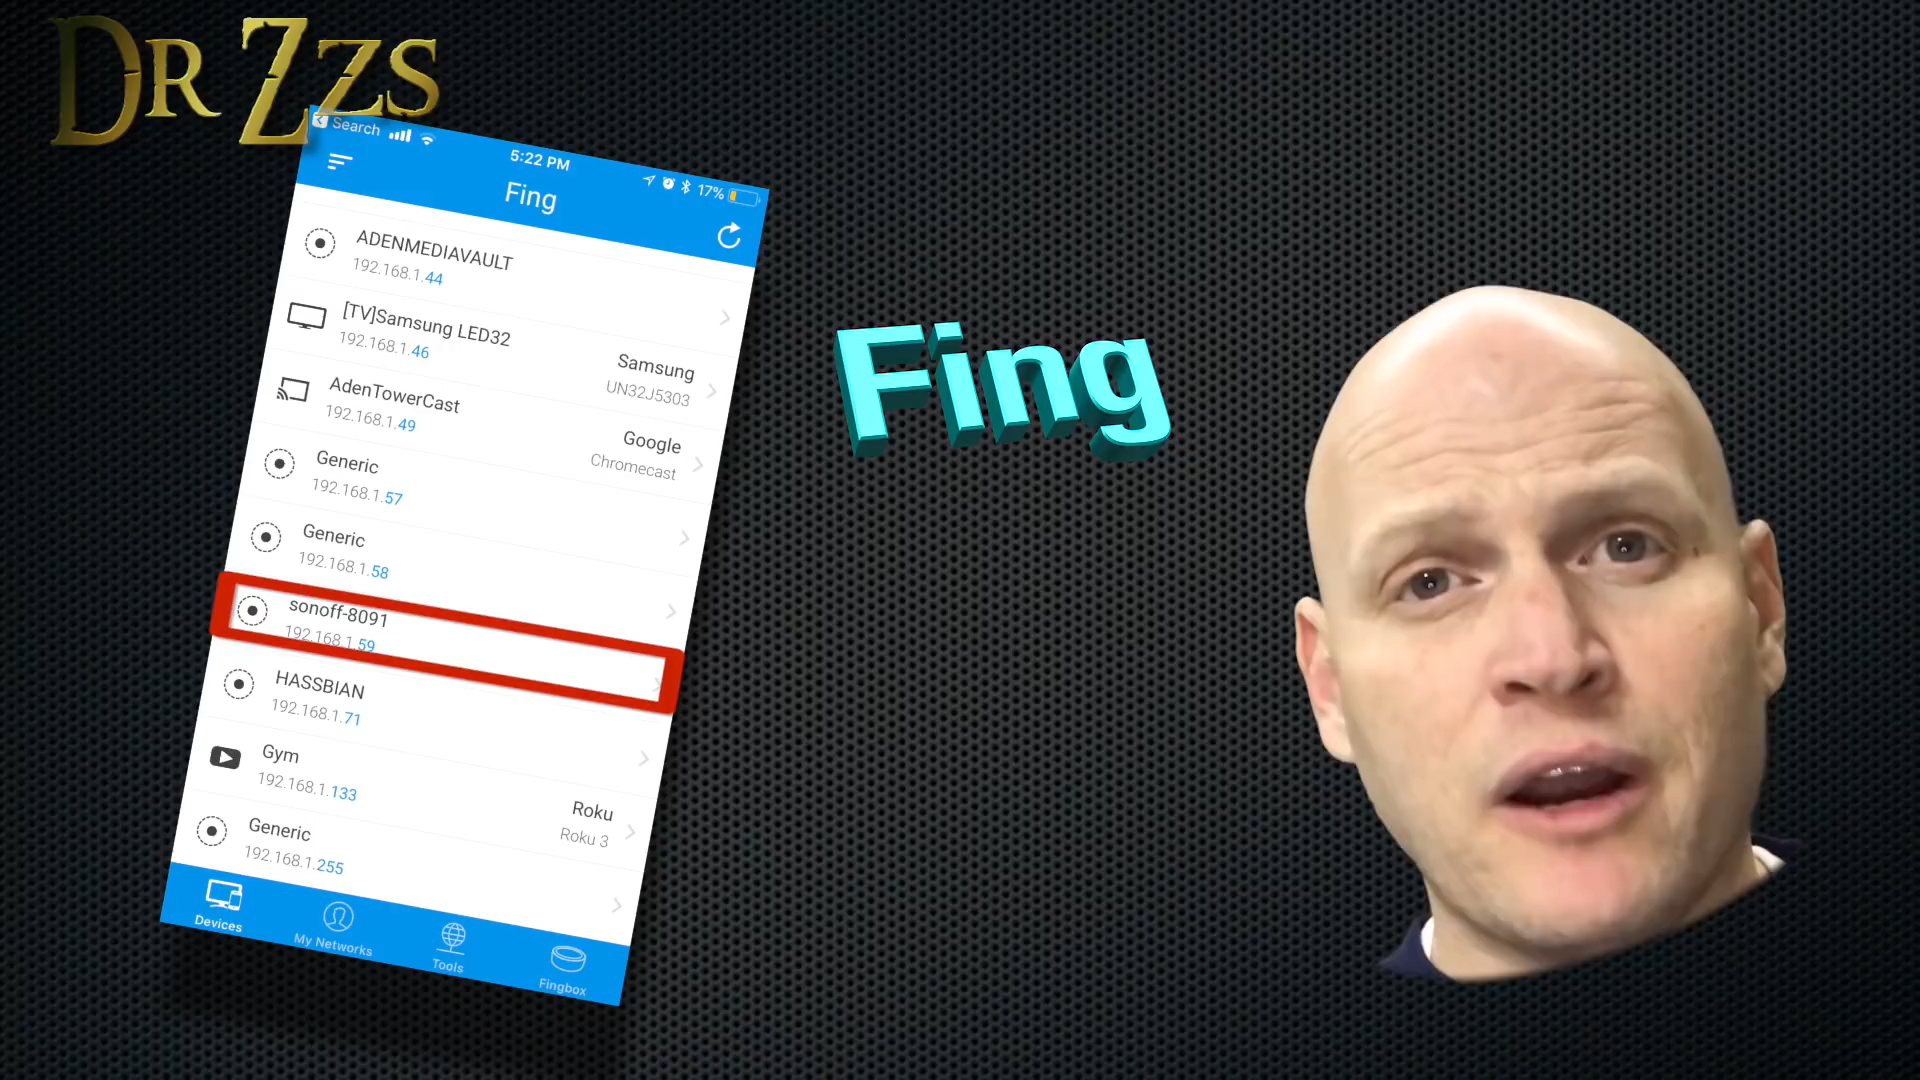 DR ZZS
Search
5:22 PM
17%
Fing
ADENMEDIAVAULT
192.168.1.44
[TV]Samsung LED32
192.168.1.46
Samsung
UN32J5303
AdenTowerCast
192.168.1.49
Google
Chromecast
Generic
192.168.1.57
Generic
192.168.1.58
sonoff-8091
192.168.1.59
HASSBIAN
192.168.1.71
Gym
192.168.1.133
Roku
Roku 3
Generic
192.168.1.255
Devices
My Networks
Tools
Fingbox
Fing